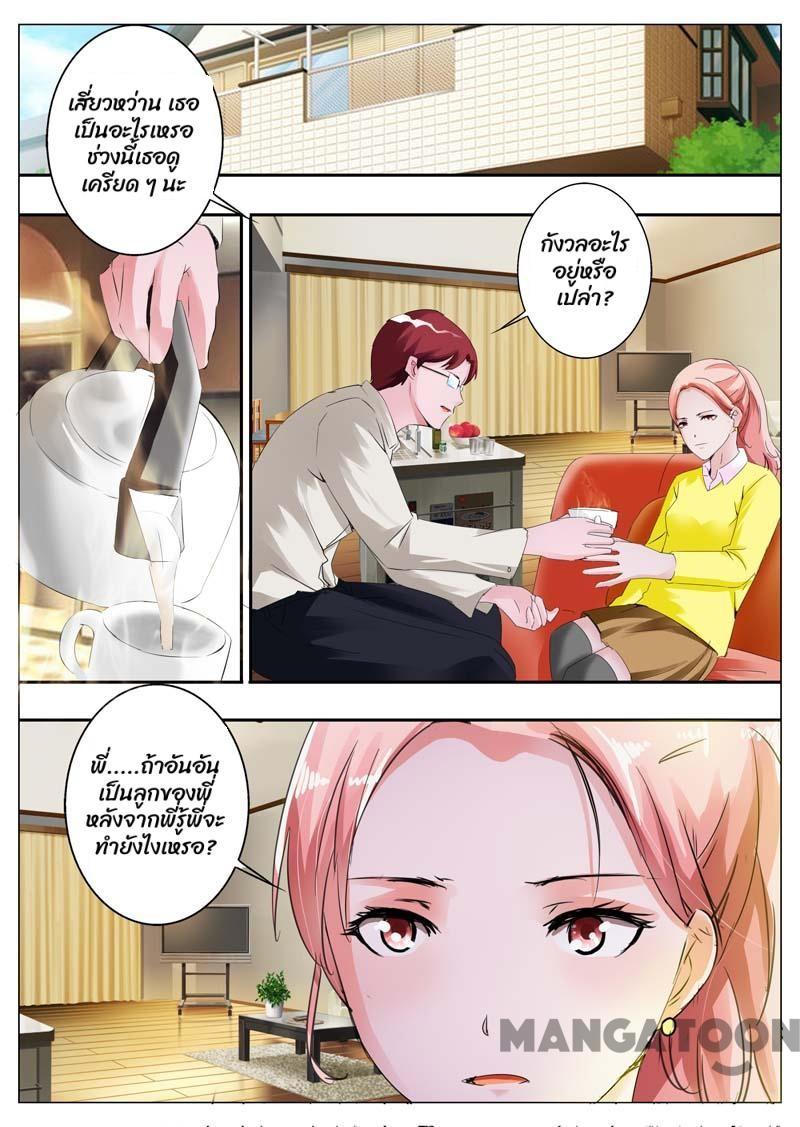 เสี่ยวหว่าน เธอ
เป็นอะไรเหรอ
ช่วงนี้เธอดู
เครียด ๆ นะ
กังวลอะไร
อยู่หรือ
เปล่า?
พี่.....ถ้าอันอัน
เป็นลูกของพี่
หลังจากพี่รู้พี่จะ
ทำยังไงเหรอ?
MANGATOON